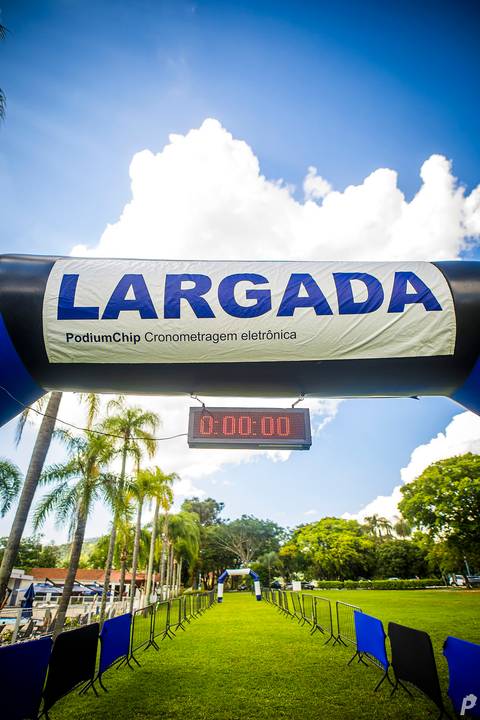 LARGADA
PodiumChip Cronometragem eletrônica
0:00:00